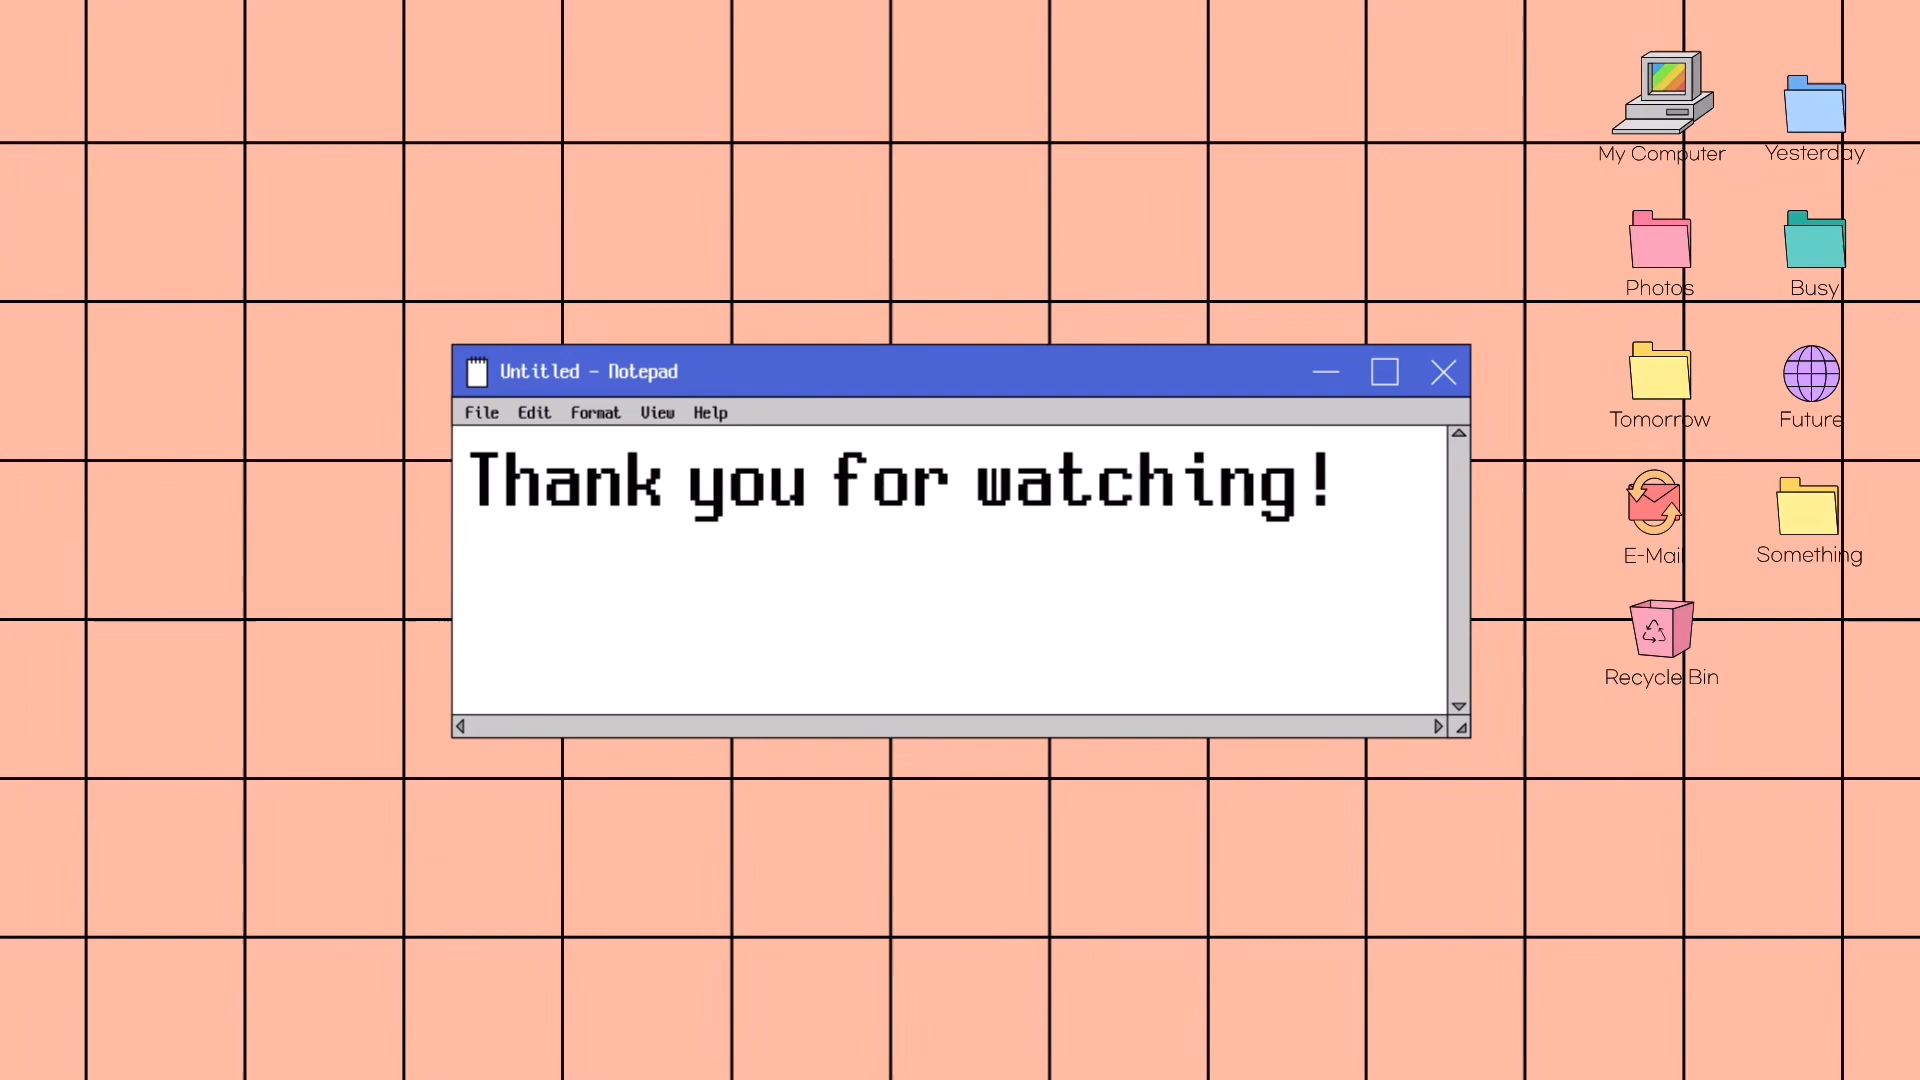 My Computer
Yesterday
Photos
Busy
Untitled - Notepad
File Edit Format View Help
Thank you for watching!
Tomorrow
Future
E-Mail
Something
Recycle Bin